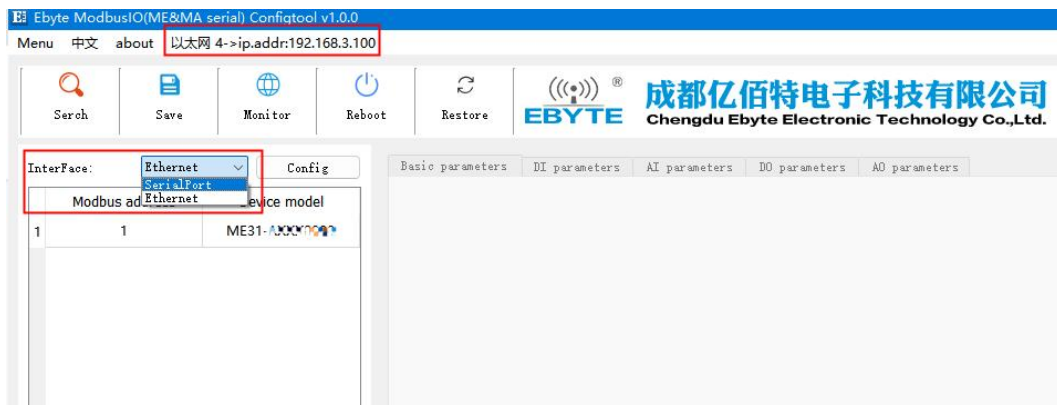 Ebyte ModbusIO(ME&MA serial) Configtool v1.0.0
Menu 中文 about 以太网 4->ip.addr:192.168.3.100
Serch Save Monitor Reboot Restore
EBYTE ®
成都亿佰特电子科技有限公司
Chengdu Ebyte Electronic Technology Co.,Ltd.
InterFace: Ethernet Config
SerialPort
Ethernet
Basic parameters DI parameters AI parameters DO parameters AO parameters
Modbus model
1 1 ME31-